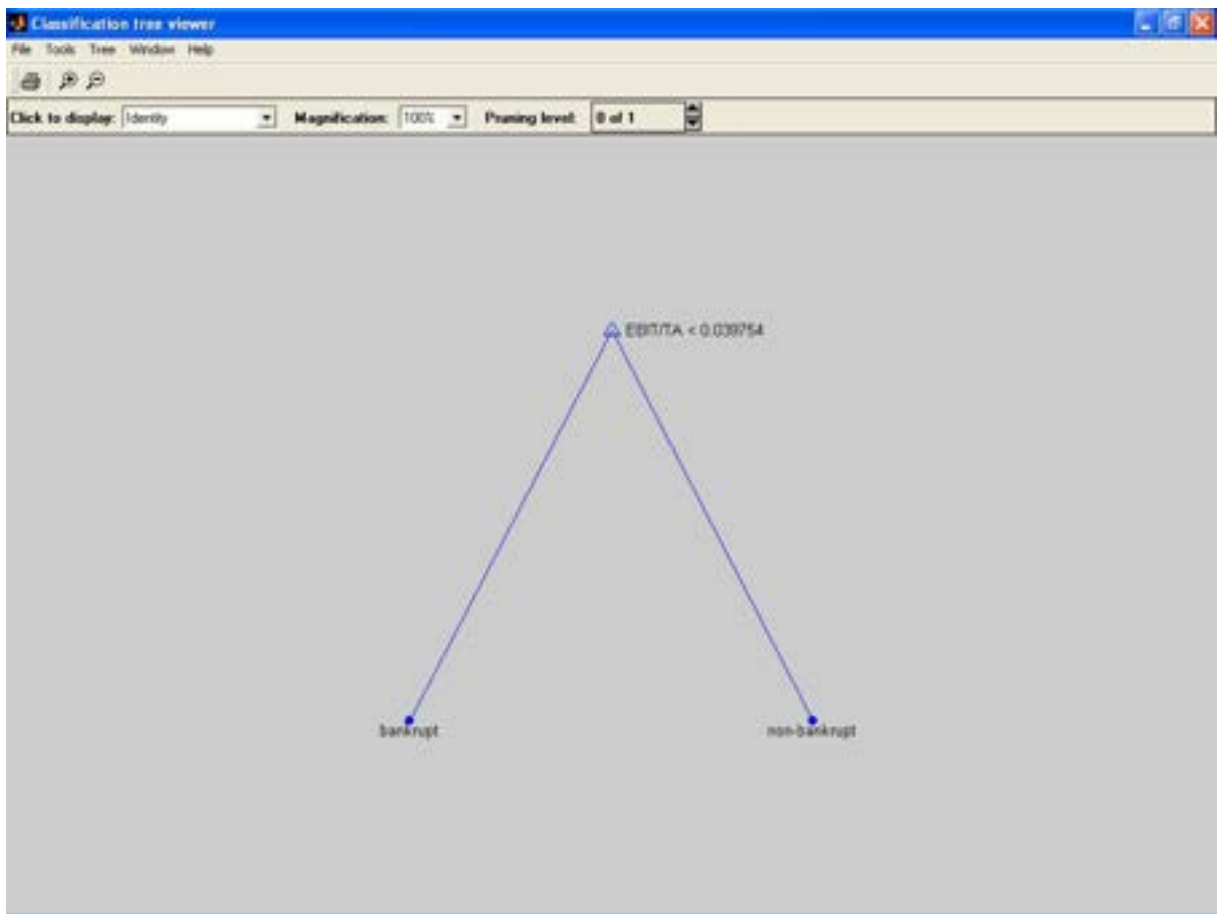 Classification tree viewer
File Tools Tree Window Help
Click to display: Identity Magnification: 100% Pruning level: 0 of 1
EBIT/TA < 0.039754
bankrupt non-bankrupt